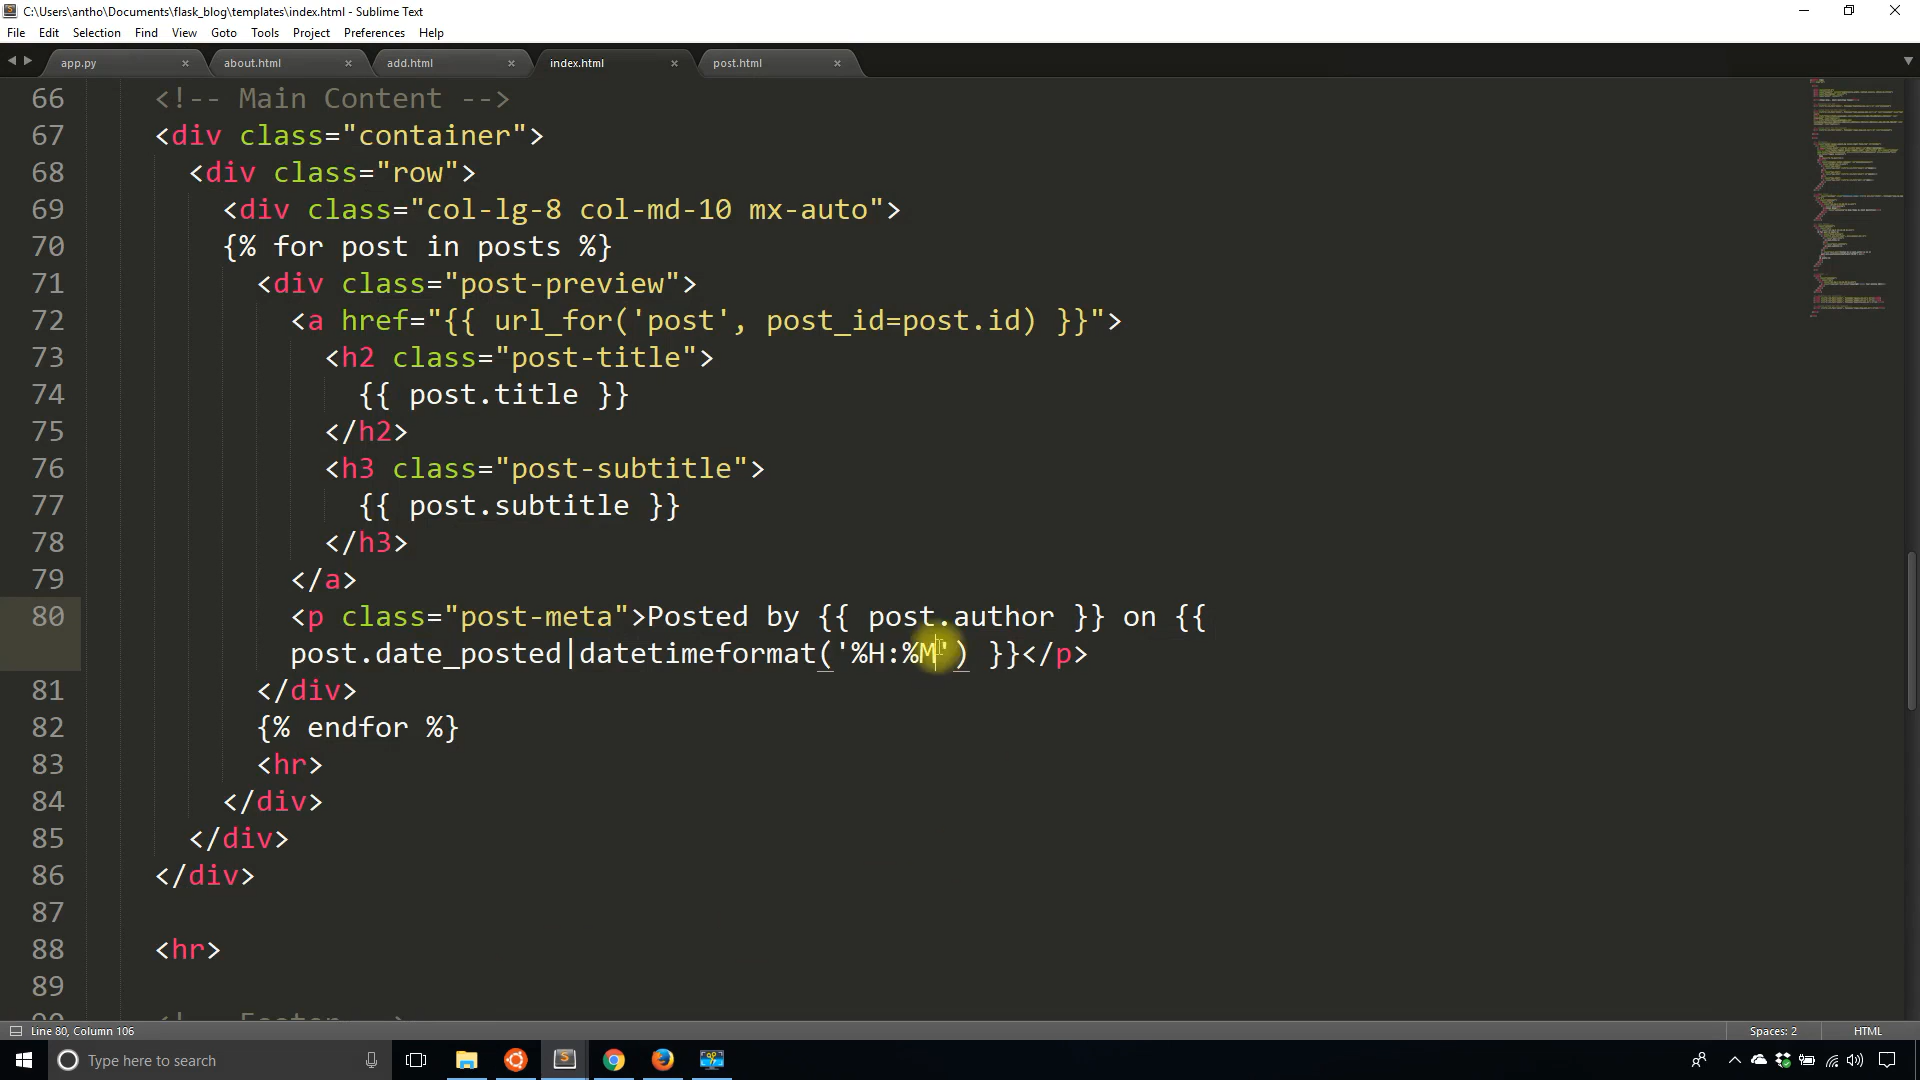 C:\Users\antho\Documents\flask_blog\templates\index.html - Sublime Text
File Edit Selection Find View Goto Tools Project Preferences Help
app.py × about.html × add.html × index.html × post.html ×
66 <!-- Main Content -->
67 <div class="container">
68 <div class="row">
69 <div class="col-lg-8 col-md-10 mx-auto">
70 {% for post in posts %}
71 <div class="post-preview">
72 <a href="{{ url_for('post', post_id=post.id) }}">
73 <h2 class="post-title">
74 {{ post.title }}
75 </h2>
76 <h3 class="post-subtitle">
77 {{ post.subtitle }}
78 </h3>
79 </a>
80 <p class="post-meta">Posted by {{ post.author }} on {{
post.date_posted|datetimeformat('%H:%M') }}</p>
81 </div>
82 {% endfor %}
83 <hr>
84 </div>
85 </div>
86 </div>
87
88 <hr>
89
90 <!-- Footer -->
Line 80, Column 106 Spaces: 2 HTML
Type here to search